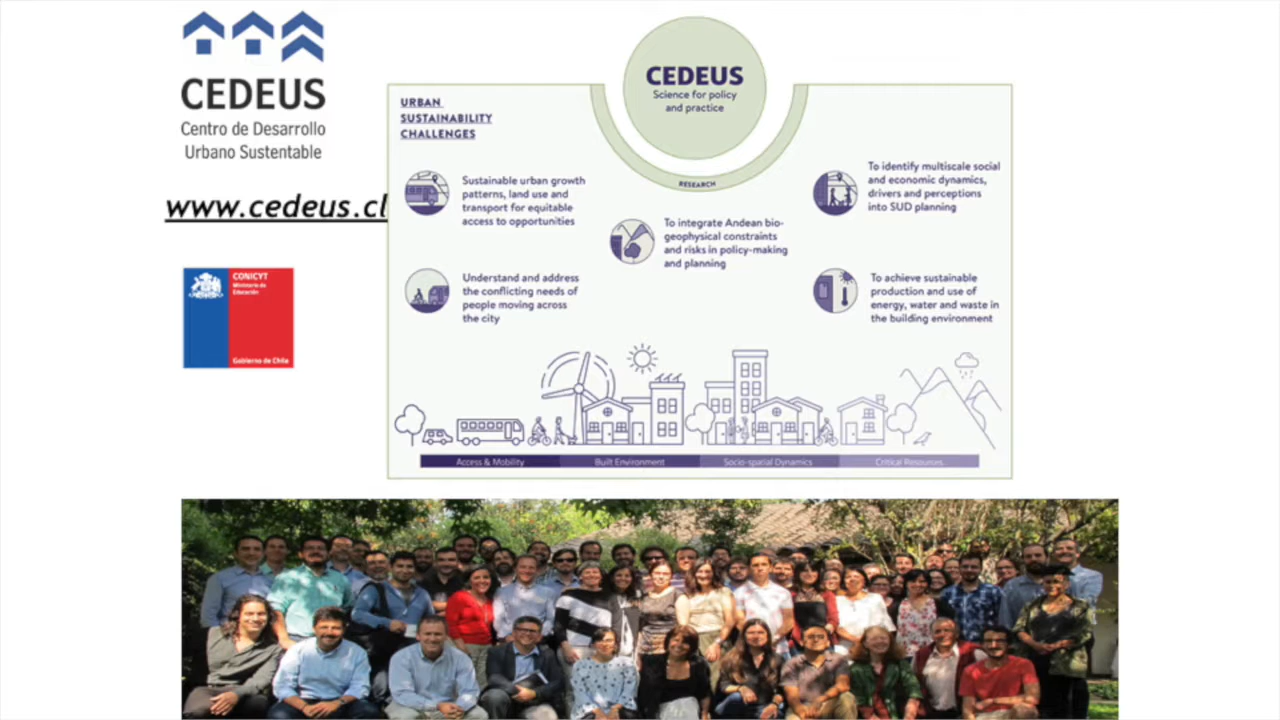 CEDEUS
Centro de Desarrollo
Urbano Sustentable
www.cedeus.cl
CONICYT
Ministerio de
Educación
Gobierno de Chile
CEDEUS
Science for policy
and practice
RESEARCH
URBAN
SUSTAINABILITY
CHALLENGES
Sustainable urban growth
patterns, land use and
transport for equitable
access to opportunities
Understand and address
the conflicting needs of
people moving across
the city
To integrate Andean bio-
geophysical constraints
and risks in policy-making
and planning
To identify multiscale social
and economic dynamics,
drivers and perceptions
into SUD planning
To achieve sustainable
production and use of
energy, water and waste in
the building environment
Access & Mobility
Built Environment
Socio-spatial Dynamics
Critical Resources